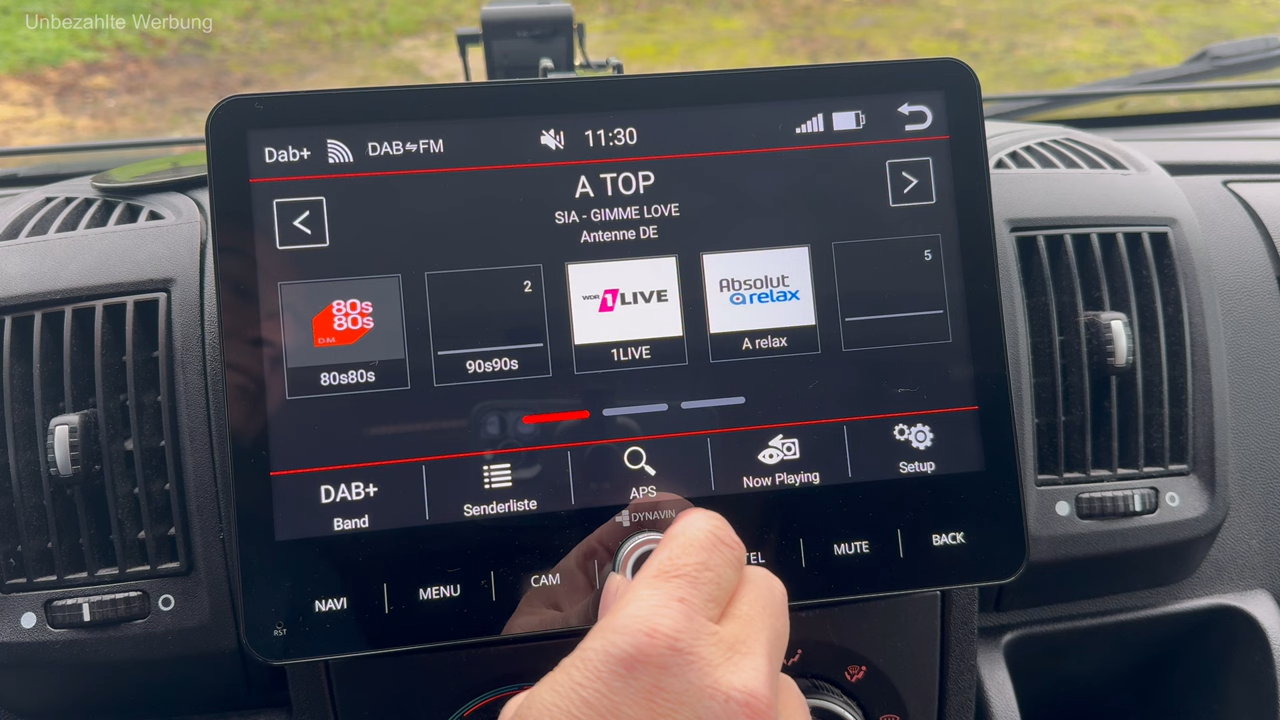 Unbezahlte Werbung
Dab+ DAB⇋FM 11:30
A TOP
SIA - GIMME LOVE
Antenne DE
80s
80s
80s80s
2
90s90s
WDR 1LIVE
1LIVE
Absolut
relax
A relax
5
DAB+
Band
Senderliste
APS
Now Playing
Setup
DYNAVIN
NAVI
MENU
CAM
TEL
MUTE
BACK
RST